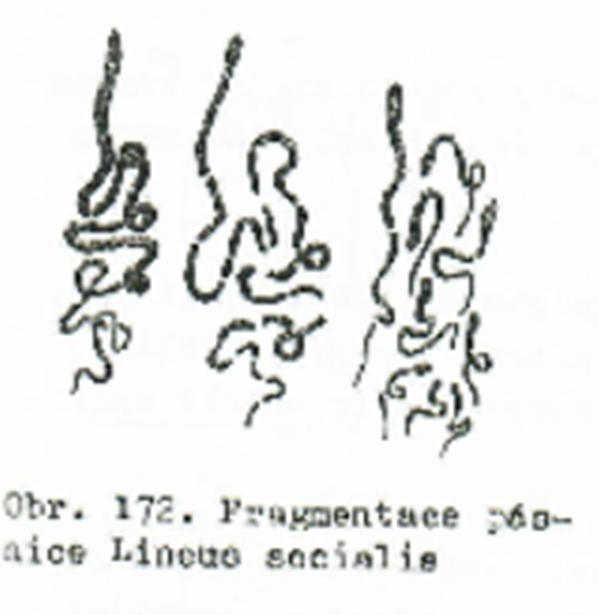 Obr. 172. Fragmentace pás-
nice Lineus socialis